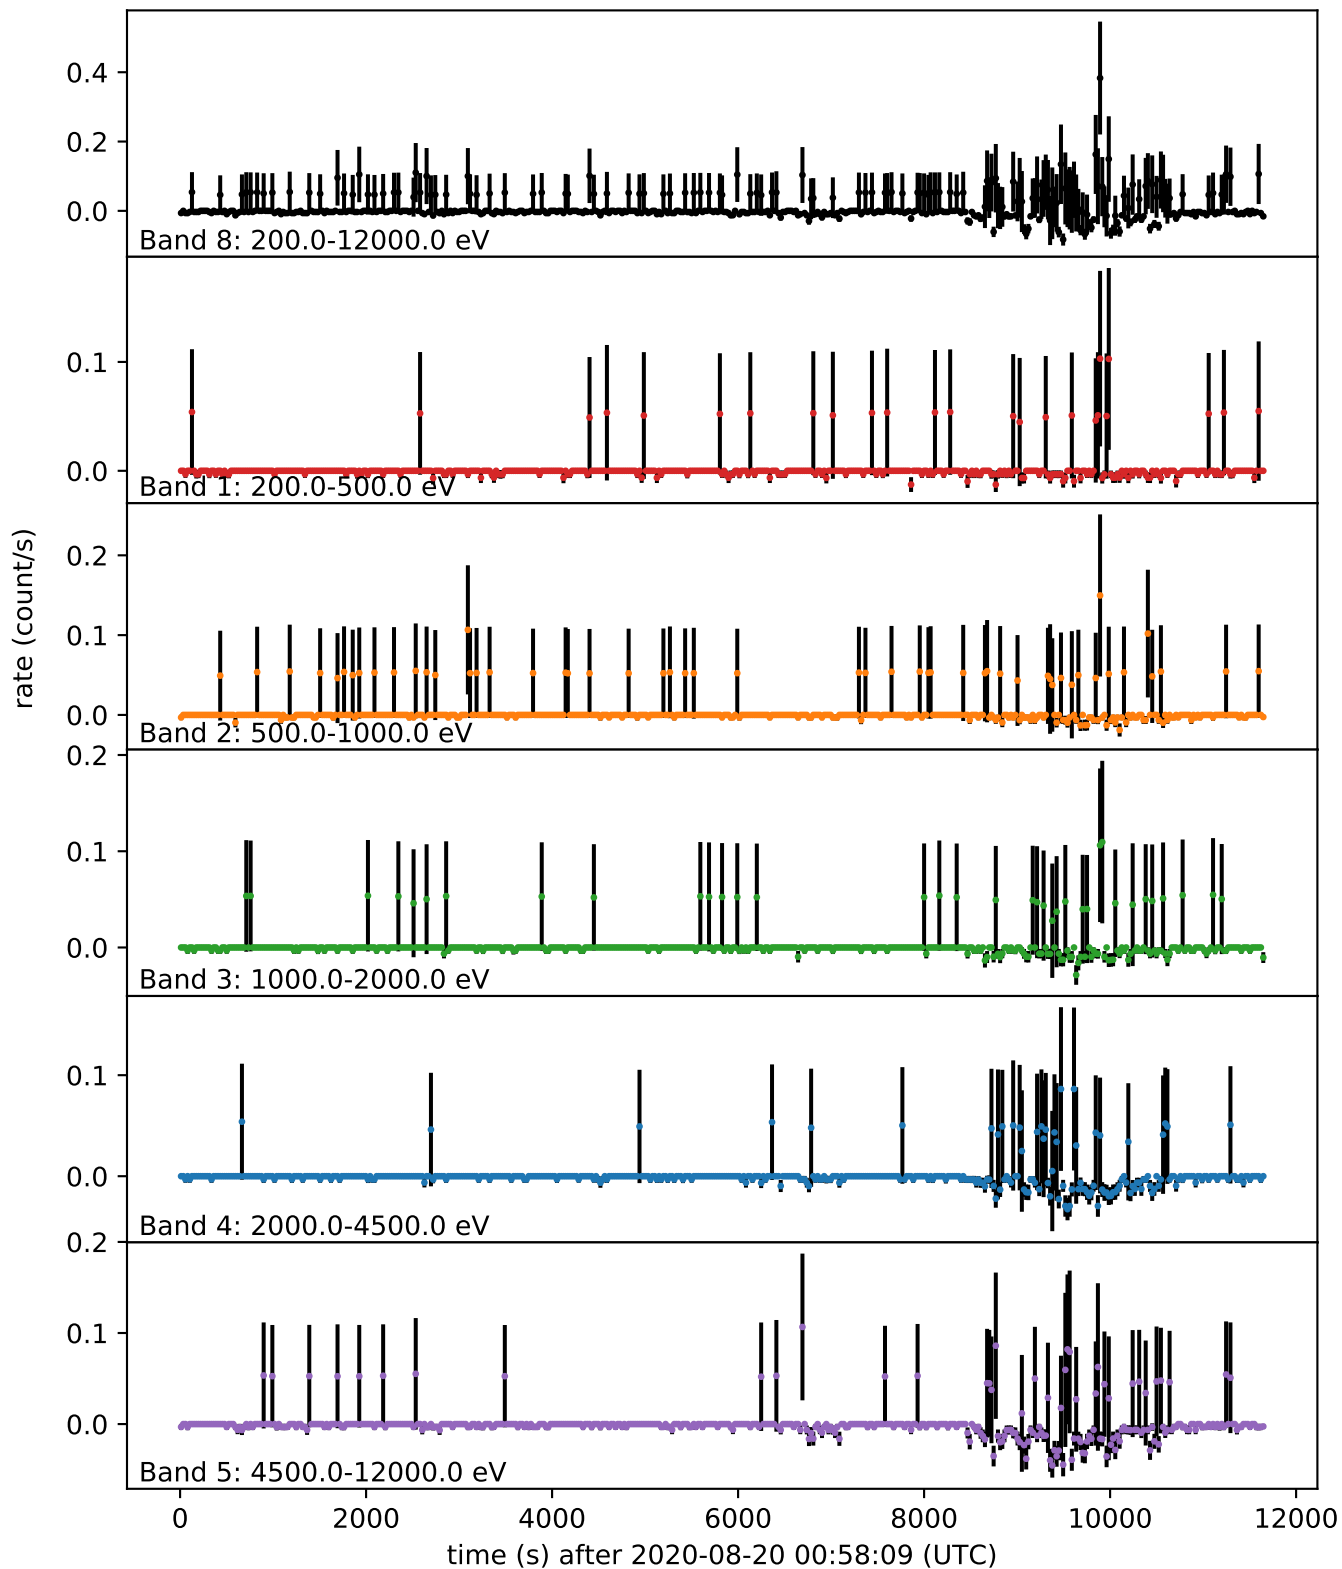 0.4
0.2
0.0
Band 8: 200.0-12000.0 eV
0.1
0.0
Band 1: 200.0-500.0 eV
rate (count/s)
0.2
0.1
0.0
Band 2: 500.0-1000.0 eV
0.2
0.1
0.0
Band 3: 1000.0-2000.0 eV
0.1
0.0
Band 4: 2000.0-4500.0 eV
0.2
0.1
0.0
Band 5: 4500.0-12000.0 eV
0 2000 4000 6000 8000 10000 12000
time (s) after 2020-08-20 00:58:09 (UTC)